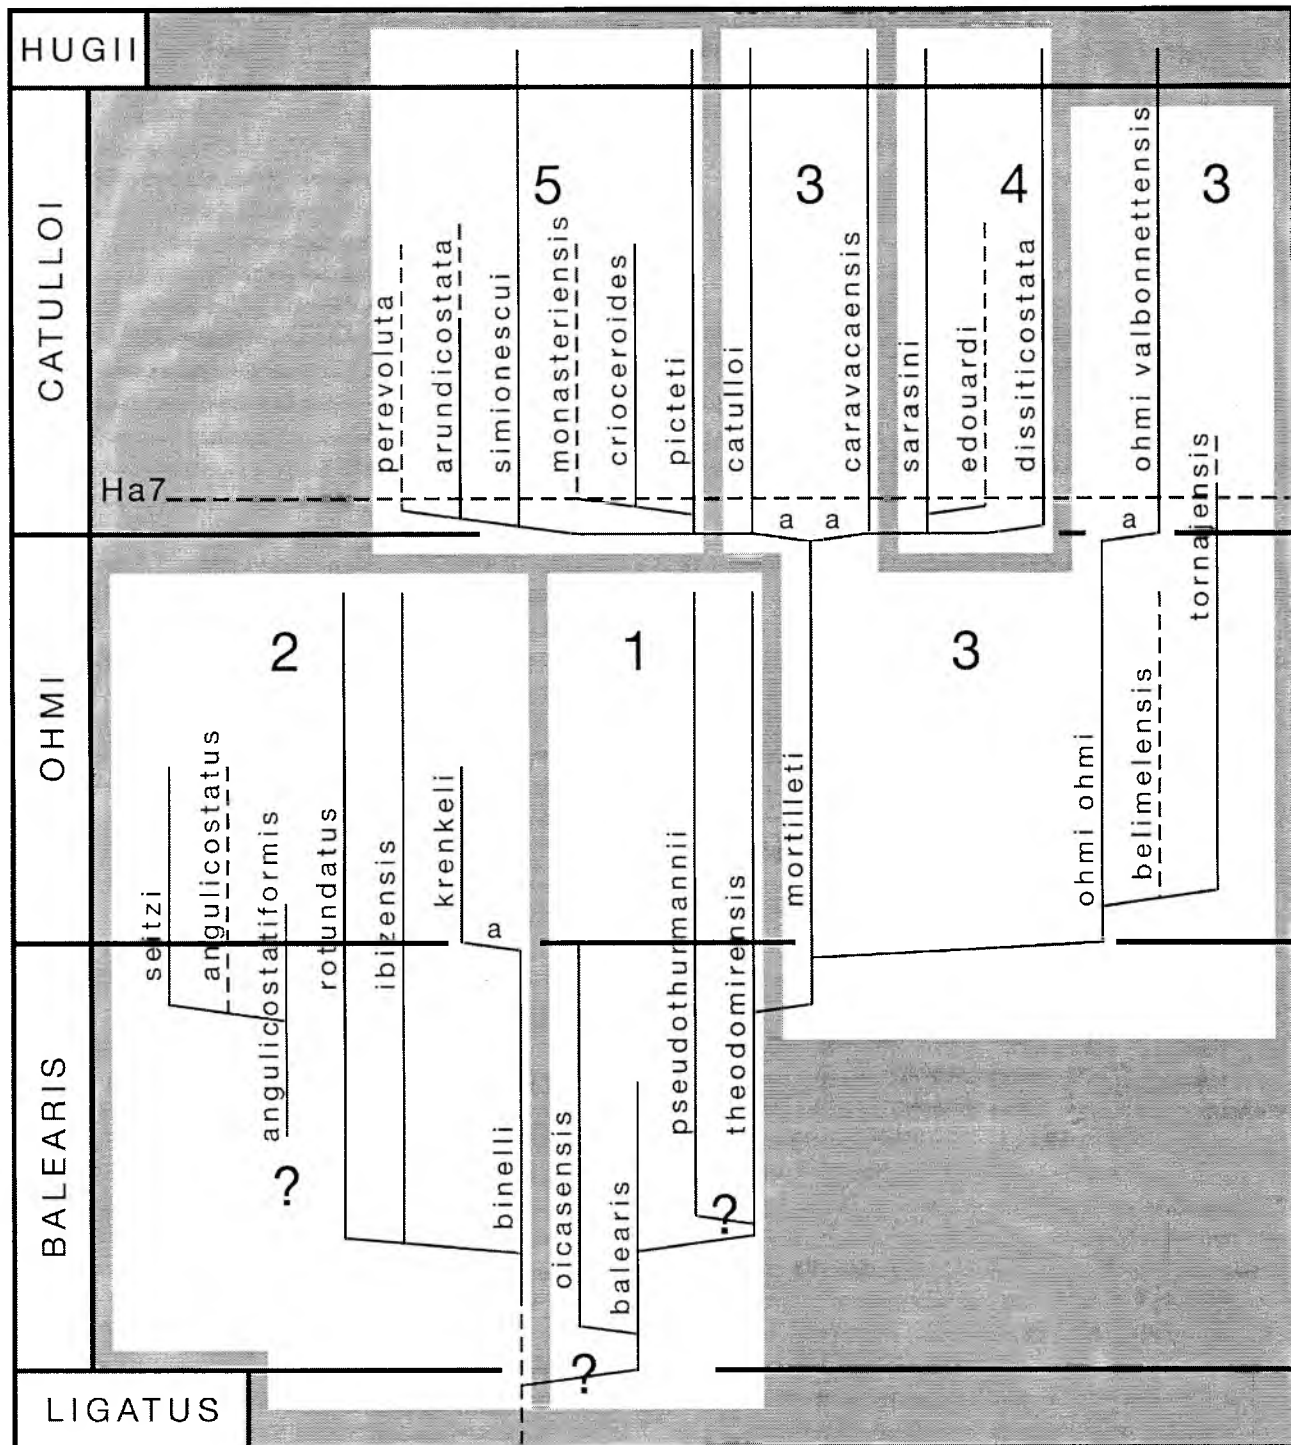 HUGII
CATULLOI
5
3
4
3
perevoluta
arundicostata
simionescui
monasteriensis
crioceroides
picteti
catulloi
caravacaensis
sarasini
edouardi
dissiticostata
ohmi valbonnettensis
tornajensis
Ha7
a a
a
OHMI
2
1
3
seitzi
angulicostatus
angulicostatiformis
rotundatus
ibizensis
krenkeli
a
pseudothurmannii
theodomirensis
mortilleti
ohmi ohmi
belimelensis
BALEARIS
?
binelli
oicasensis
balearis
?
?
LIGATUS